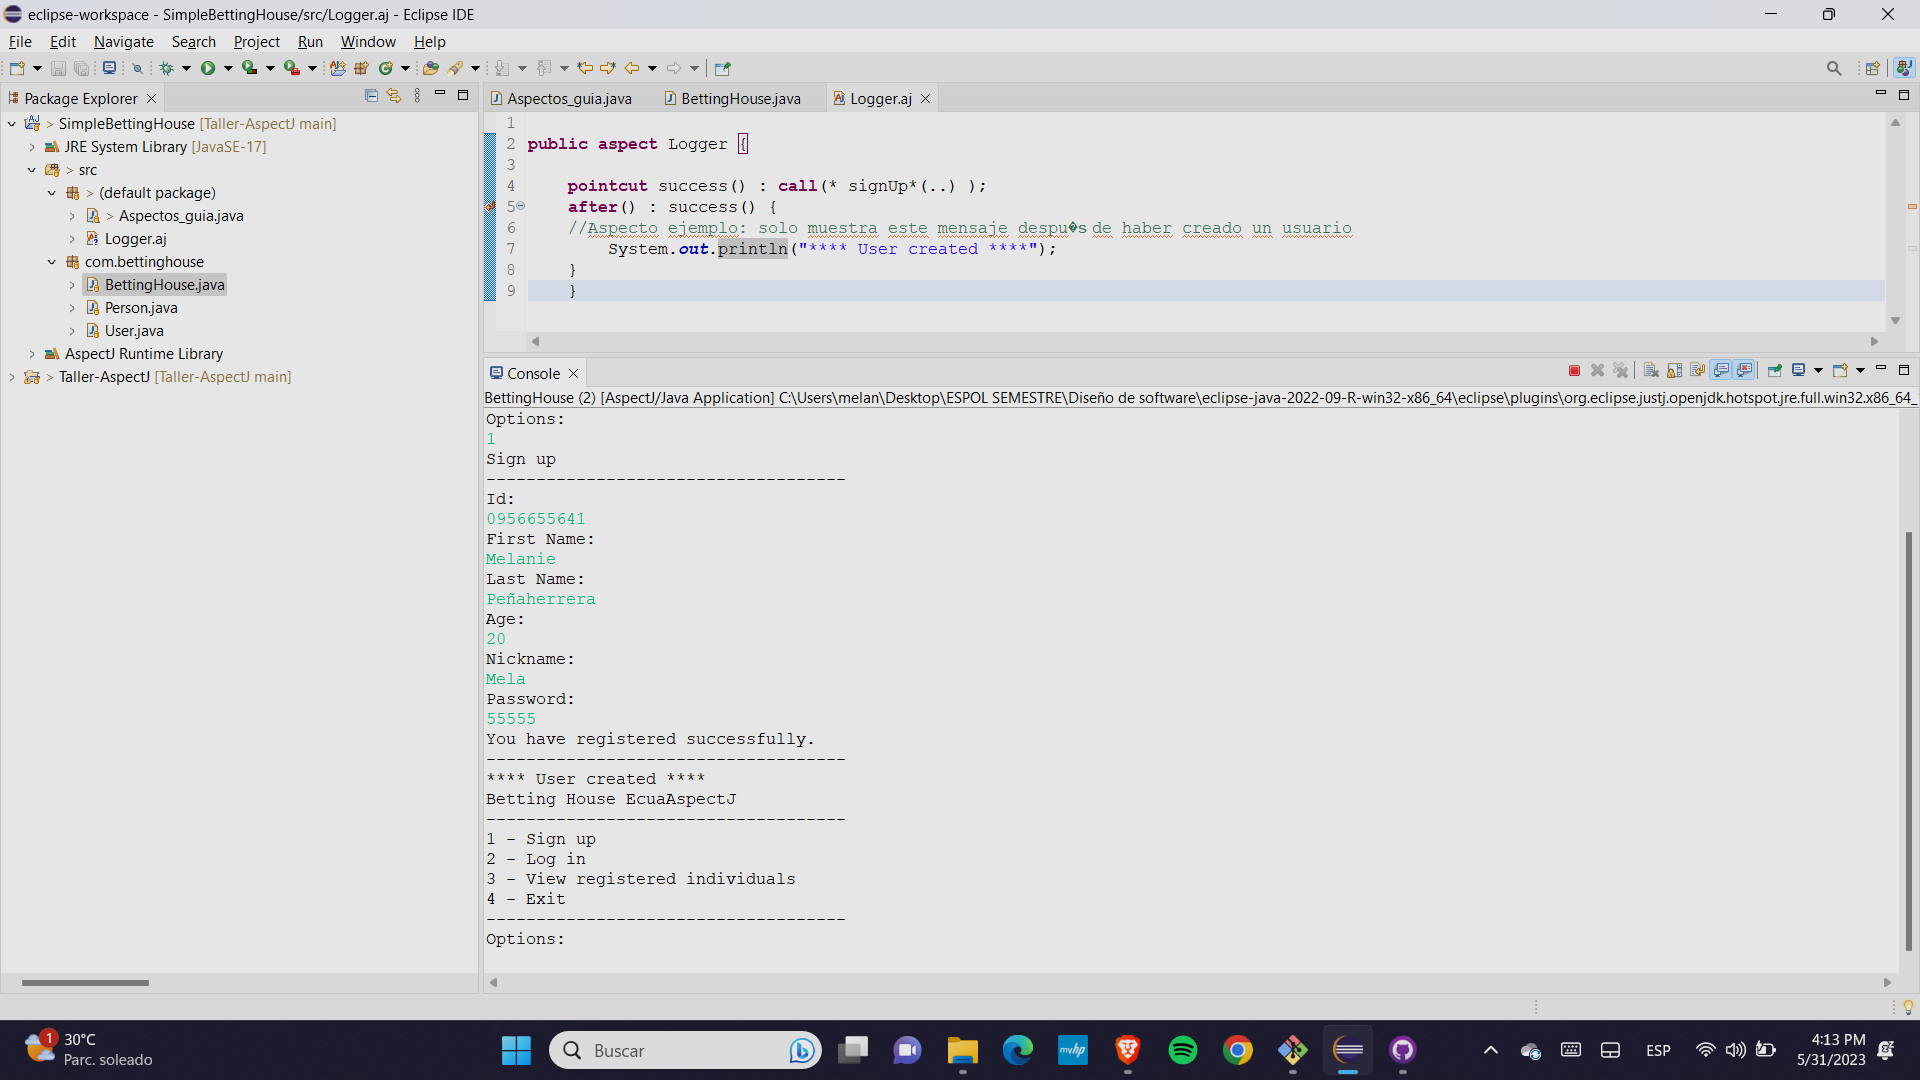 eclipse-workspace - SimpleBettingHouse/src/Logger.aj - Eclipse IDE
File Edit Navigate Search Project Run Window Help
Package Explorer
> SimpleBettingHouse [Taller-AspectJ main]
JRE System Library [JavaSE-17]
> src
> (default package)
> Aspectos_guia.java
Logger.aj
com.bettinghouse
BettingHouse.java
Person.java
User.java
AspectJ Runtime Library
> Taller-AspectJ [Taller-AspectJ main]
Aspectos_guia.java BettingHouse.java Logger.aj
1
2 public aspect Logger {
3
4 pointcut success() : call(* signUp*(..) );
5 after() : success() {
6 //Aspecto ejemplo: solo muestra este mensaje despu�s de haber creado un usuario
7 System.out.println("**** User created ****");
8 }
9 }
Console
BettingHouse (2) [AspectJ/Java Application] C:\Users\melan\Desktop\ESPOL SEMESTRE\Diseño de software\eclipse-java-2022-09-R-win32-x86_64\eclipse\plugins\org.eclipse.justj.openjdk.hotspot.jre.full.win32.x86_64_
Options:
1
Sign up
------------------------------------
Id:
0956655641
First Name:
Melanie
Last Name:
Peñaherrera
Age:
20
Nickname:
Mela
Password:
55555
You have registered successfully.
------------------------------------
**** User created ****
Betting House EcuaAspectJ
------------------------------------
1 - Sign up
2 - Log in
3 - View registered individuals
4 - Exit
------------------------------------
Options:
1
30°C
Parc. soleado
Buscar
myhp
ESP
4:13 PM
5/31/2023